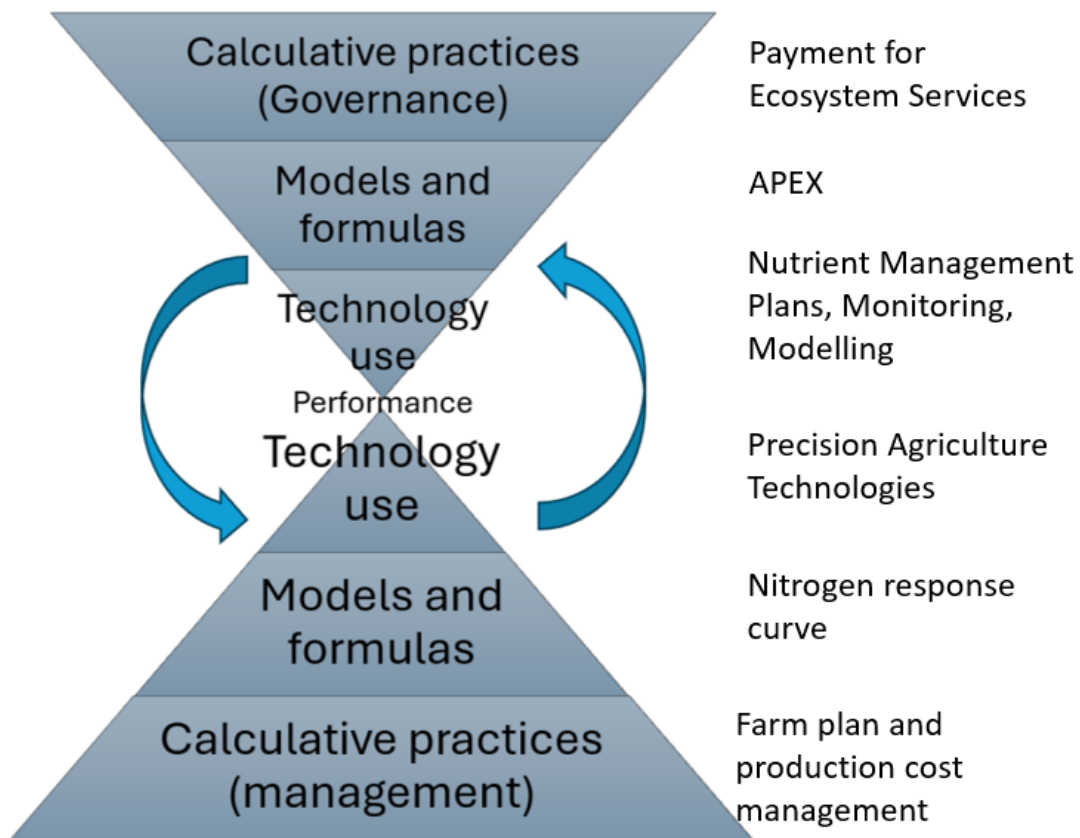 Calculative practices
(Governance)
Payment for
Ecosystem Services
Models and
formulas
APEX
Technology
use
Nutrient Management
Plans, Monitoring,
Modelling
Performance
Technology
use
Precision Agriculture
Technologies
Models and
formulas
Nitrogen response
curve
Calculative practices
(management)
Farm plan and
production cost
management